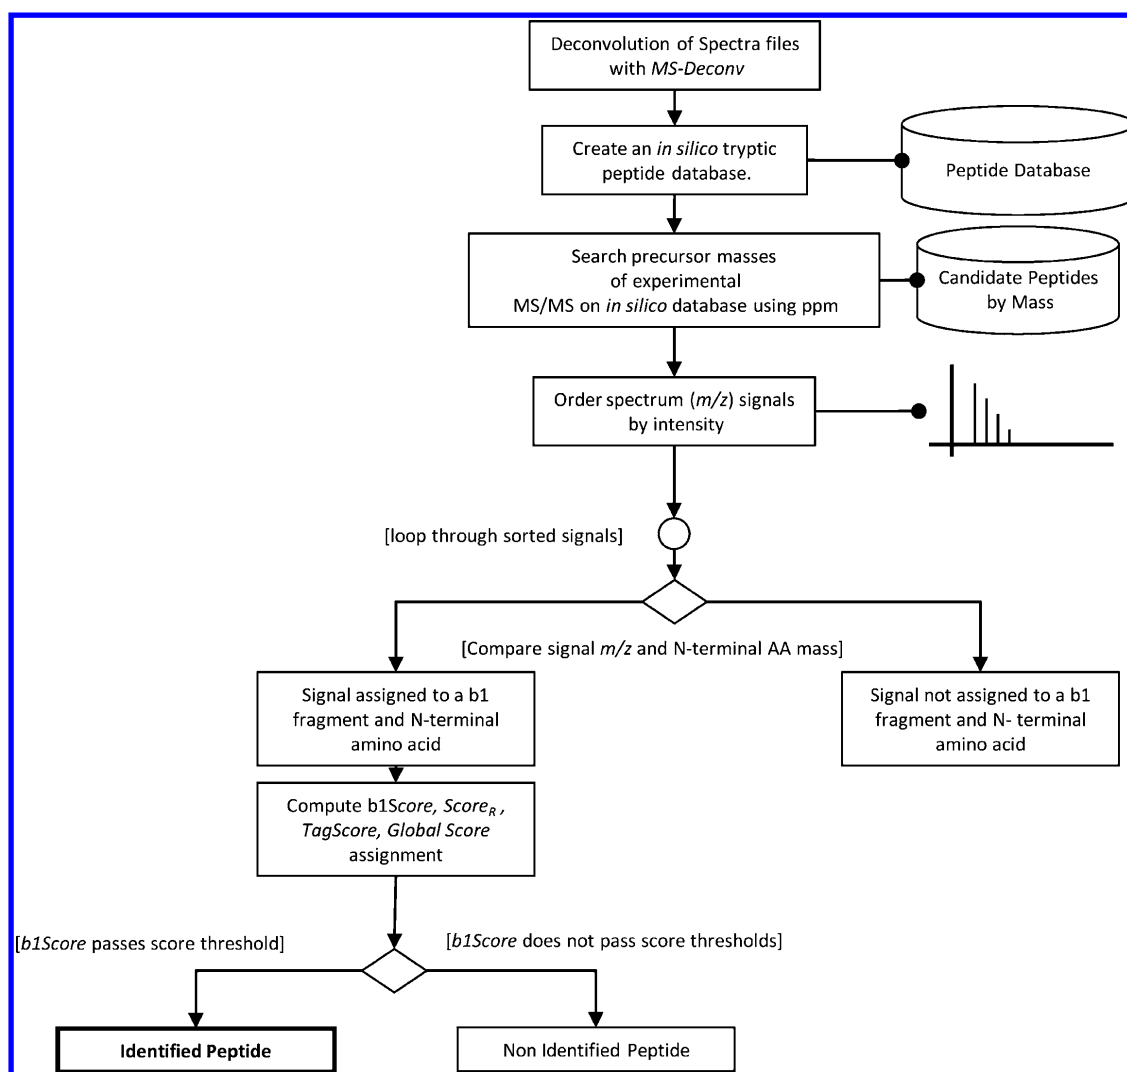 Deconvolution of Spectra files
with MS-Deconv
Create an in silico tryptic
peptide database.
Peptide Database
Search precursor masses
of experimental
MS/MS on in silico database using ppm
Candidate Peptides
by Mass
Order spectrum (m/z) signals
by intensity
[loop through sorted signals]
[Compare signal m/z and N-terminal AA mass]
Signal assigned to a b1
fragment and N-terminal
amino acid
Signal not assigned to a b1
fragment and N- terminal
amino acid
Compute b1Score, ScoreR ,
TagScore, Global Score
assignment
[b1Score passes score threshold]
[b1Score does not pass score thresholds]
Identified Peptide
Non Identified Peptide